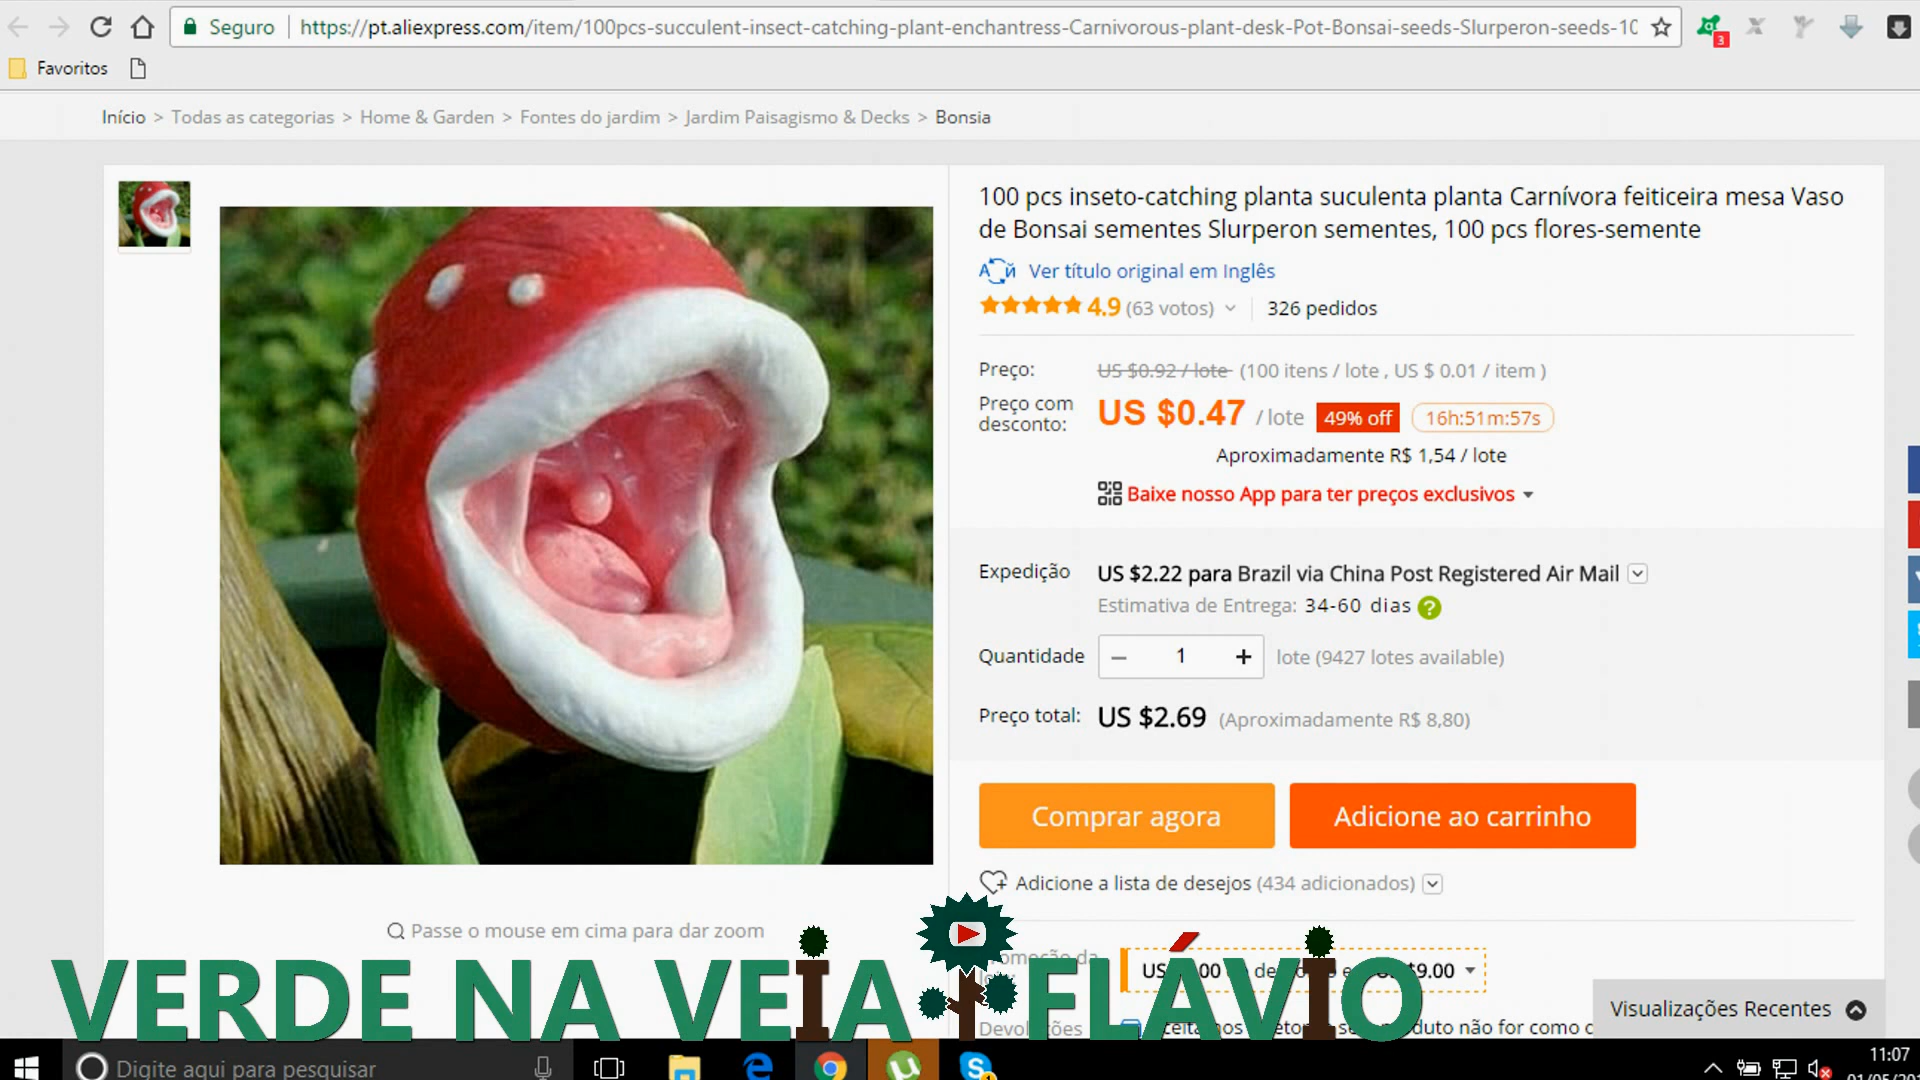 Seguro
https://pt.aliexpress.com/item/100pcs-succulent-insect-catching-plant-enchantress-Carnivorous-plant-desk-Pot-Bonsai-seeds-Slurperon-seeds-10
3
Favoritos
Início > Todas as categorias > Home & Garden > Fontes do jardim > Jardim Paisagismo & Decks > Bonsia
100 pcs inseto-catching planta suculenta planta Carnívora feiticeira mesa Vaso
de Bonsai sementes Slurperon sementes, 100 pcs flores-semente
Ver título original em Inglês
4.9 (63 votos) 326 pedidos
Preço: US $0.92 / lote (100 itens / lote , US $ 0.01 / item )
Preço com
desconto: US $0.47 / lote 49% off 16h:51m:57s
Aproximadamente R$ 1,54 / lote
Baixe nosso App para ter preços exclusivos
Expedição US $2.22 para Brazil via China Post Registered Air Mail
Estimativa de Entrega: 34-60 dias ?
Quantidade − 1 + lote (9427 lotes available)
Preço total: US $2.69 (Aproximadamente R$ 8,80)
Comprar agora Adicione ao carrinho
Adicione a lista de desejos (434 adicionados)
Passe o mouse em cima para dar zoom
VERDE NA VEIA FLÁVIO
Visualizações Recentes
Devoluções
não for como
Digite aqui para pesquisar
11:07